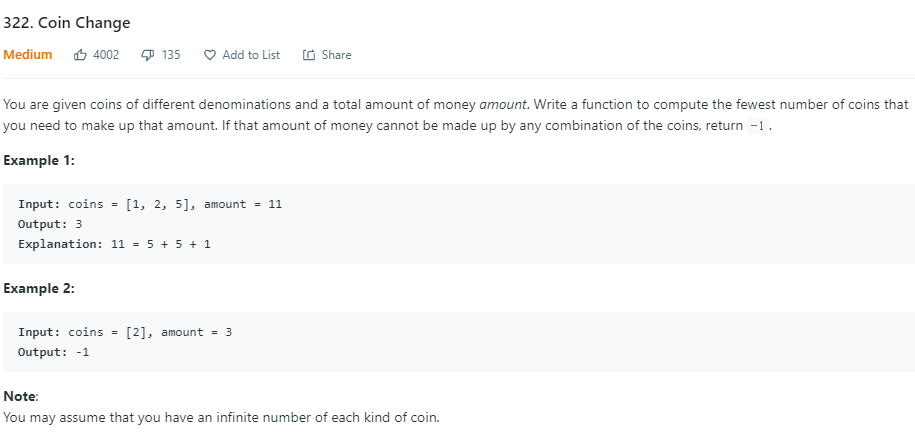 322. Coin Change
Medium 4002 135 Add to List Share
You are given coins of different denominations and a total amount of money amount. Write a function to compute the fewest number of coins that
you need to make up that amount. If that amount of money cannot be made up by any combination of the coins, return -1.
Example 1:
Input: coins = [1, 2, 5], amount = 11
Output: 3
Explanation: 11 = 5 + 5 + 1
Example 2:
Input: coins = [2], amount = 3
Output: -1
Note:
You may assume that you have an infinite number of each kind of coin.